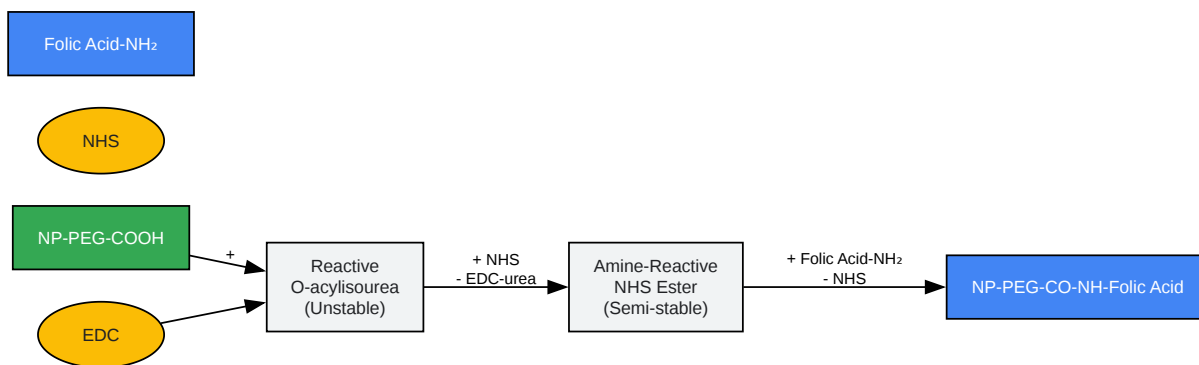 Folic Acid-NH₂
NHS
NP-PEG-COOH
+
EDC
Reactive
O-acylisourea
(Unstable)
+ NHS
- EDC-urea
Amine-Reactive
NHS Ester
(Semi-stable)
+ Folic Acid-NH₂
- NHS
NP-PEG-CO-NH-Folic Acid